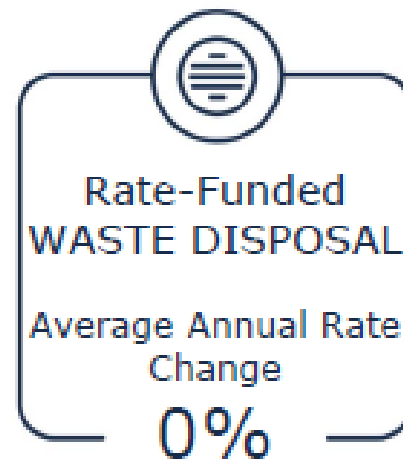 Rate-Funded
WASTE DISPOSAL
Average Annual Rate
Change
0%